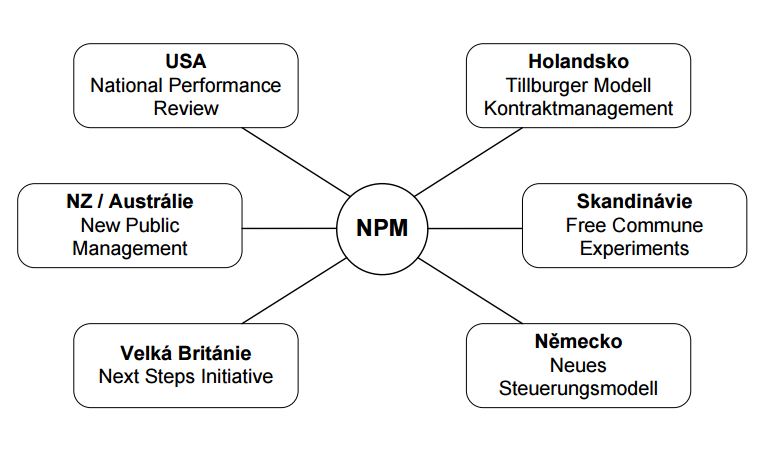 USA
National Performance
Review
Holandsko
Tillburger Modell
Kontraktmanagement
NZ / Austrálie
New Public
Management
NPM
Skandinávie
Free Commune
Experiments
Velká Británie
Next Steps Initiative
Německo
Neues
Steuerungsmodell